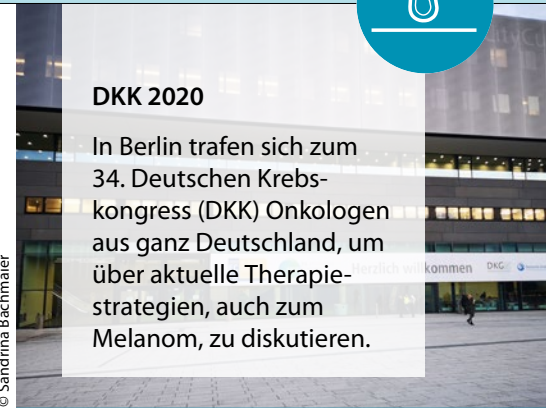 DKK 2020
In Berlin trafen sich zum
34. Deutschen Krebs-
kongress (DKK) Onkologen
aus ganz Deutschland, um
über aktuelle Therapie-
strategien, auch zum
Melanom, zu diskutieren.
Herzlich willkommen
DKG
© Sandrina Bachmaier